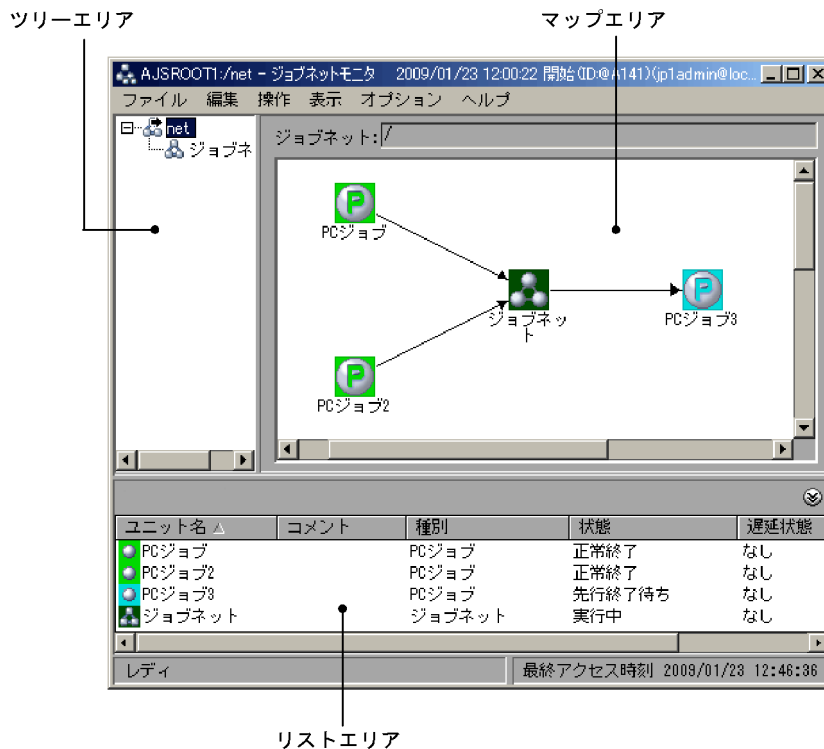 ツリーエリア
マップエリア
AJSROOT1:/net - ジョブネットモニタ 2009/01/23 12:00:22 開始(ID:@A141)(jp1admin@loc...
ファイル 編集 操作 表示 オプション ヘルプ
net
ジョブネ
ジョブネット: /
PCジョブ
ジョブネッ
ト
PCジョブ3
PCジョブ2
ユニット名 コメント 種別 状態 遅延状態
PCジョブ PCジョブ 正常終了 なし
PCジョブ2 PCジョブ 正常終了 なし
PCジョブ3 PCジョブ 先行終了待ち なし
ジョブネット ジョブネット 実行中 なし
レディ 最終アクセス時刻 2009/01/23 12:46:36
リストエリア